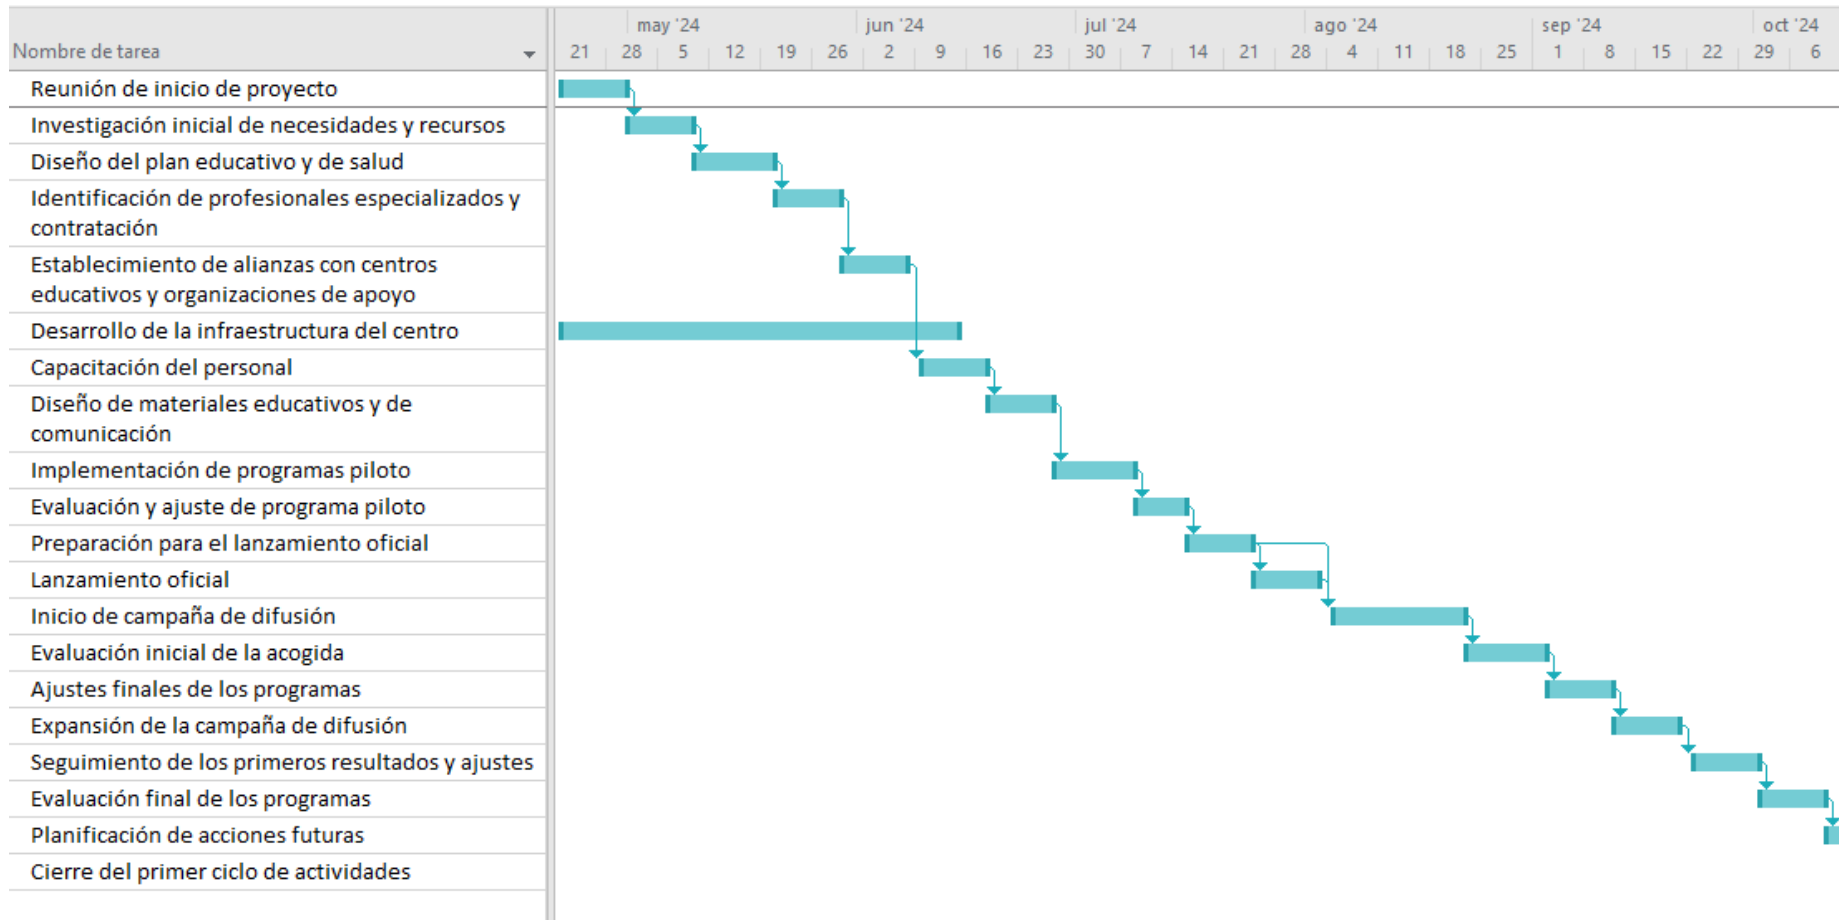 may '24 jun '24 jul '24 ago '24 sep '24 oct '24
Nombre de tarea 21 28 5 12 19 26 2 9 16 23 30 7 14 21 28 4 11 18 25 1 8 15 22 29 6
Reunión de inicio de proyecto
Investigación inicial de necesidades y recursos
Diseño del plan educativo y de salud
Identificación de profesionales especializados y
contratación
Establecimiento de alianzas con centros
educativos y organizaciones de apoyo
Desarrollo de la infraestructura del centro
Capacitación del personal
Diseño de materiales educativos y de
comunicación
Implementación de programas piloto
Evaluación y ajuste de programa piloto
Preparación para el lanzamiento oficial
Lanzamiento oficial
Inicio de campaña de difusión
Evaluación inicial de la acogida
Ajustes finales de los programas
Expansión de la campaña de difusión
Seguimiento de los primeros resultados y ajustes
Evaluación final de los programas
Planificación de acciones futuras
Cierre del primer ciclo de actividades